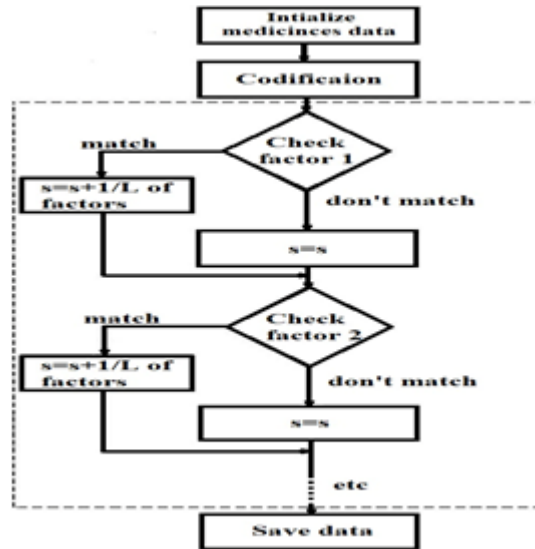 Intialize
medicinces data
Codificaion
Check
factor 1
match
s=s+1/L of
factors
don't match
s=s
Check
factor 2
match
s=s+1/L of
factors
don't match
s=s
etc
Save data